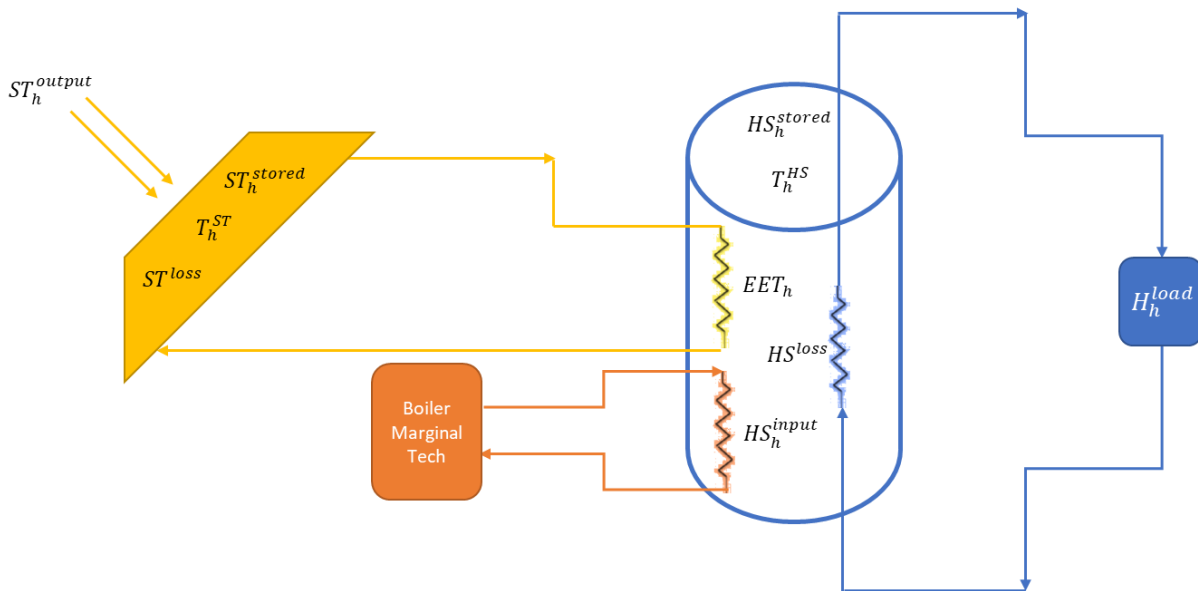 ST_h^output
ST_h^stored
T_h^ST
ST^loss
HS_h^stored
T_h^HS
EET_h
HS^loss
HS_h^input
Boiler
Marginal
Tech
H_h^load